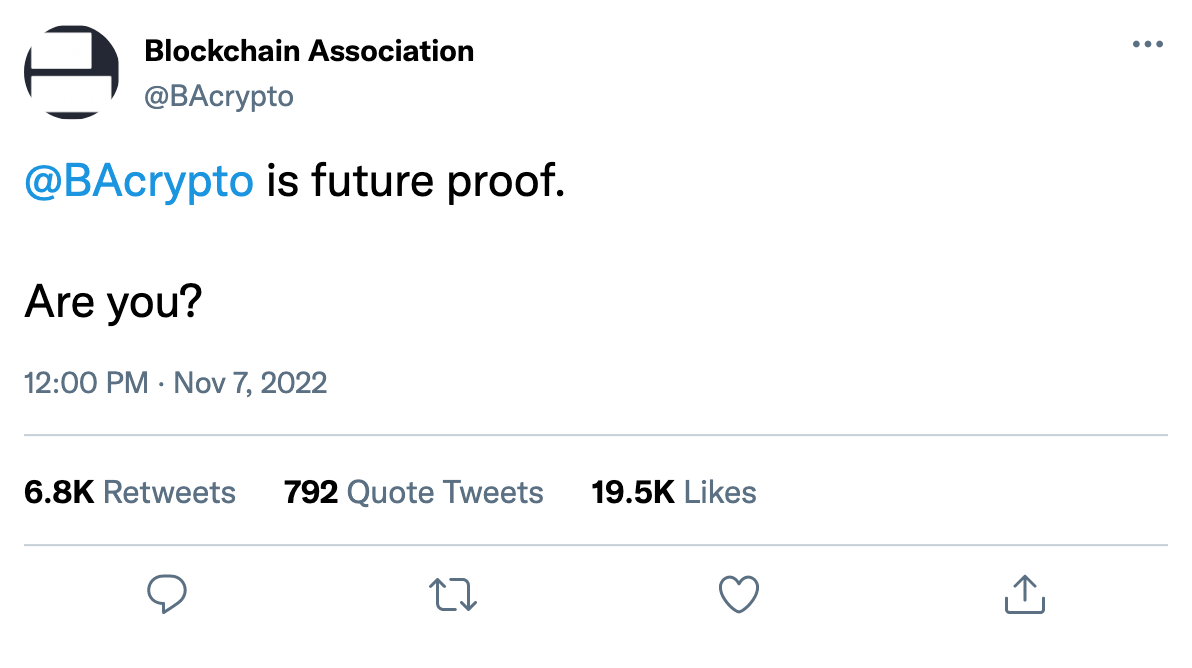 Blockchain Association
@BAcrypto
@BAcrypto is future proof.
Are you?
12:00 PM · Nov 7, 2022
6.8K Retweets 792 Quote Tweets 19.5K Likes